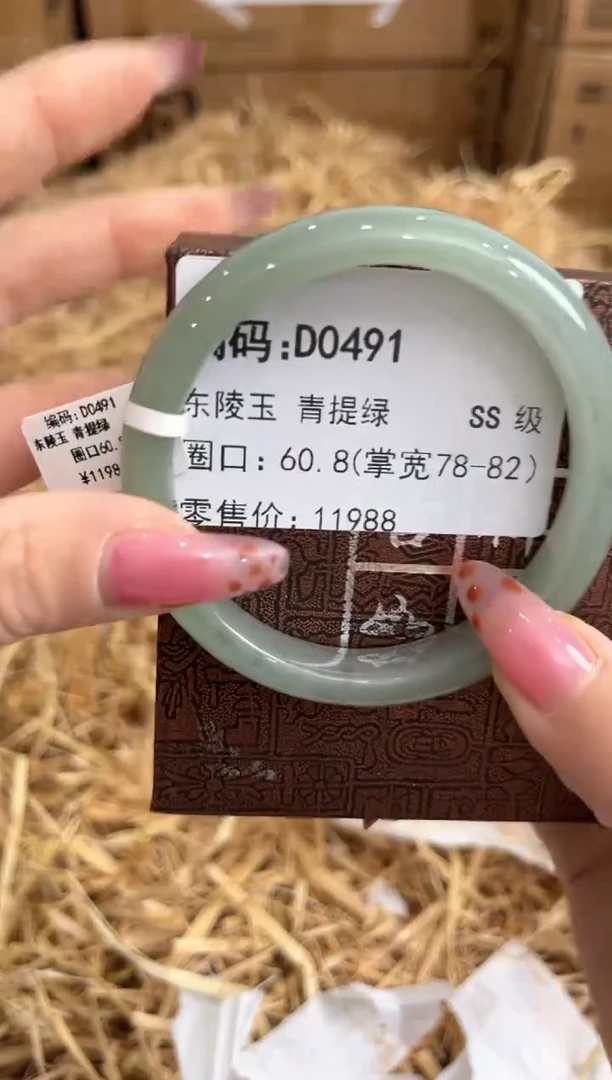 编码:D0491
东陵玉 青提绿 SS 级
圈口: 60.8(掌宽78-82)
零售价: 11988
编码:D0491
东陵玉 青提绿
圈口60.
¥1198